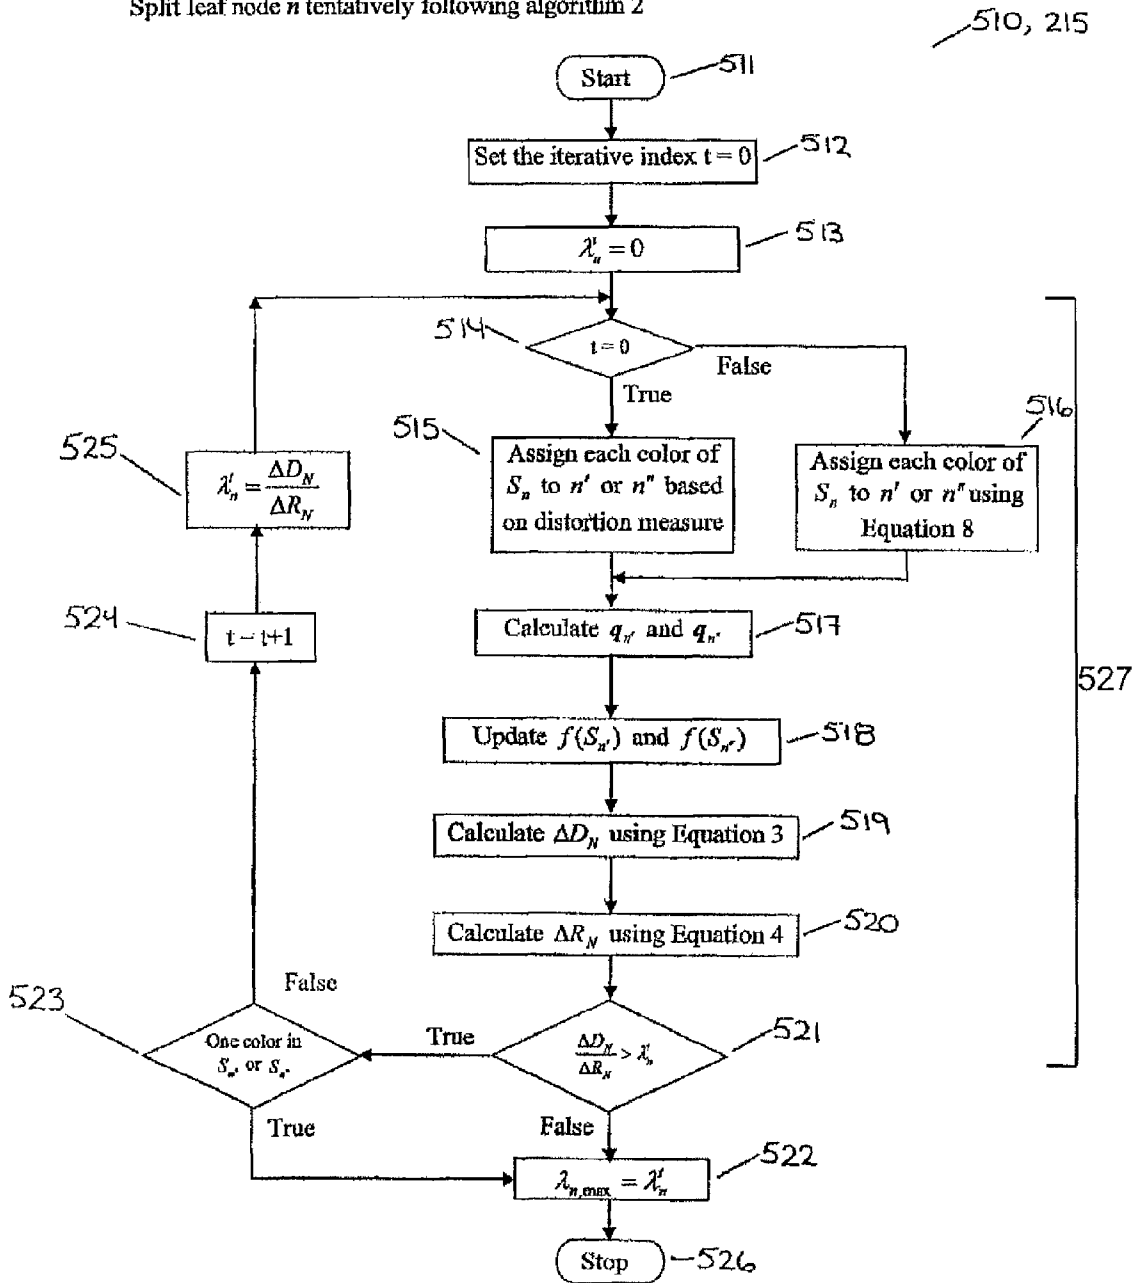 Split leaf node n tentatively following algorithm 2
510, 215
Start
511
Set the iterative index t = 0
512
λₙᵗ = 0
513
514
t = 0
False
True
515
Assign each color of
Sₙ to n' or n" based
on distortion measure
516
Assign each color of
Sₙ to n' or n" using
Equation 8
525
λₙᵗ = ΔD_N / ΔR_N
524
t – t+1
Calculate qₙ' and qₙ"
517
527
Update f(Sₙ') and f(Sₙ")
518
Calculate ΔD_N using Equation 3
519
Calculate ΔR_N using Equation 4
520
523
False
One color in
Sₙ' or Sₙ"
True
ΔD_N / ΔR_N > λₙᵗ
521
True
False
λₙ,max = λₙᵗ
522
Stop
526